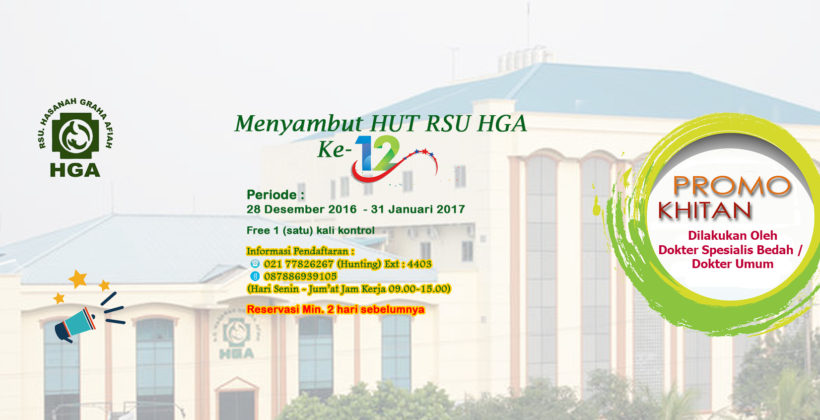 RSU. HASANAH GRAHA AFIAH
HGA
Menyambut HUT RSU HGA
Ke-12
Periode :
28 Desember 2016 - 31 Januari 2017
Free 1 (satu) kali kontrol
Informasi Pendaftaran :
021 77826267 (Hunting) Ext : 4403
087886939105
(Hari Senin - Jum'at Jam Kerja 09.00-15.00)
Reservasi Min. 2 hari sebelumnya
PROMO
KHITAN
Dilakukan Oleh
Dokter Spesialis Bedah /
Dokter Umum
HGA